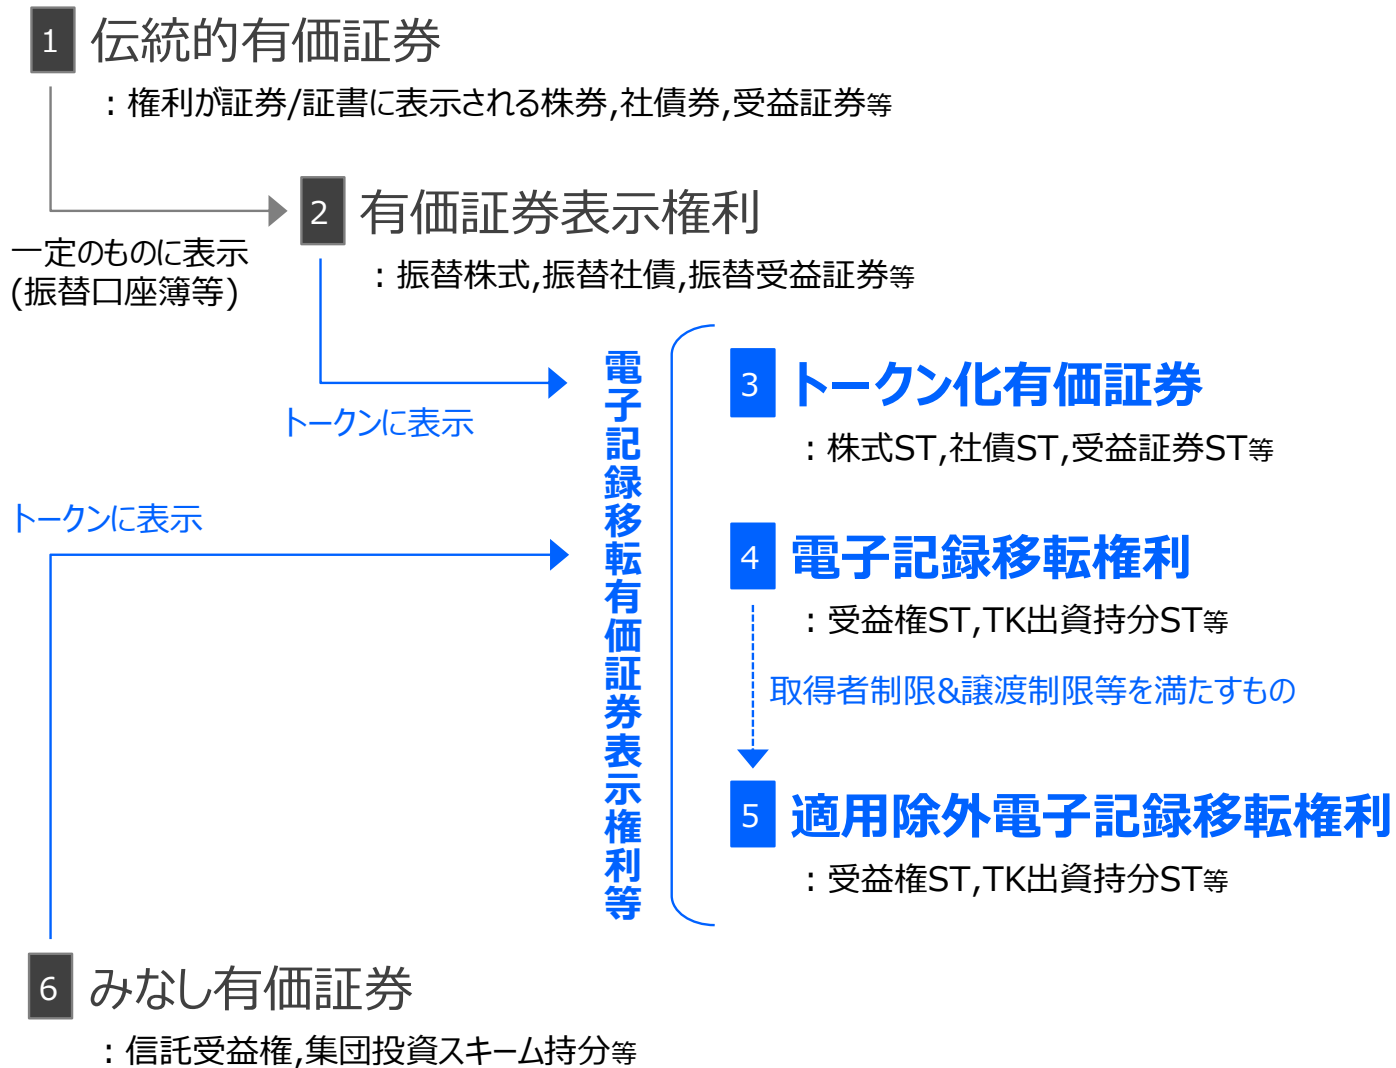 1 伝統的有価証券
：権利が証券/証書に表示される株券,社債券,受益証券等
2 有価証券表示権利
：振替株式,振替社債,振替受益証券等
一定のものに表示
(振替口座簿等)
トークンに表示
トークンに表示
電子記録移転有価証券表示権利等
3 トークン化有価証券
：株式ST,社債ST,受益証券ST等
4 電子記録移転権利
：受益権ST,TK出資持分ST等
取得者制限&譲渡制限等を満たすもの
5 適用除外電子記録移転権利
：受益権ST,TK出資持分ST等
6 みなし有価証券
：信託受益権,集団投資スキーム持分等